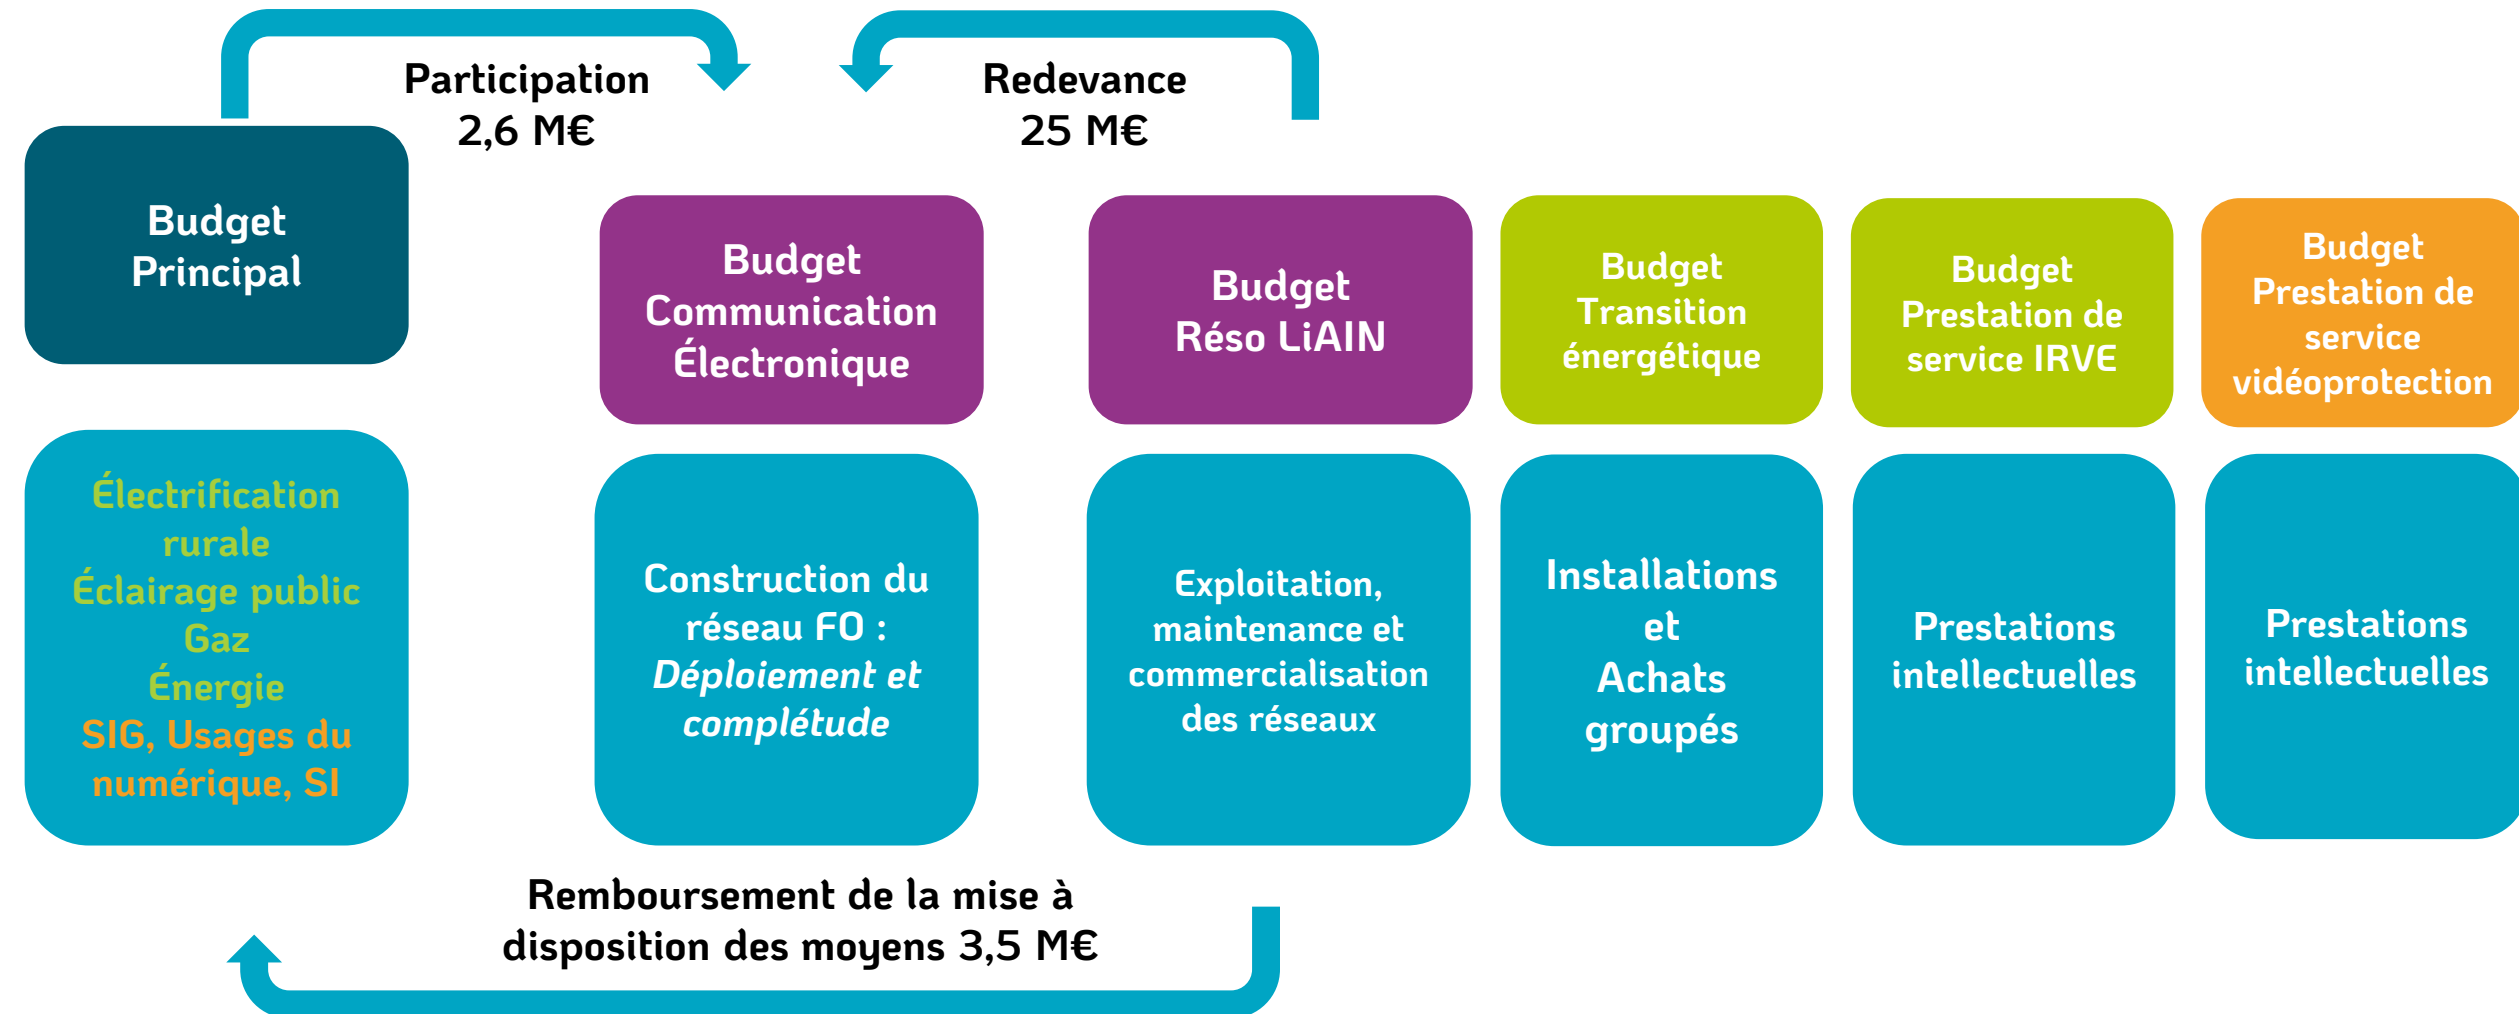 Participation
2,6 M€
Redevance
25 M€
Budget
Principal
Budget
Communication
Électronique
Budget
Réso LiAIN
Budget
Transition
énergétique
Budget
Prestation de
service IRVE
Budget
Prestation de
service
vidéoprotection
Électrification
rurale
Éclairage public
Gaz
Énergie
SIG, Usages du
numérique, SI
Construction du
réseau FO :
Déploiement et
complétude
Exploitation,
maintenance et
commercialisation
des réseaux
Installations
et
Achats
groupés
Prestations
intellectuelles
Prestations
intellectuelles
Remboursement de la mise à
disposition des moyens 3,5 M€